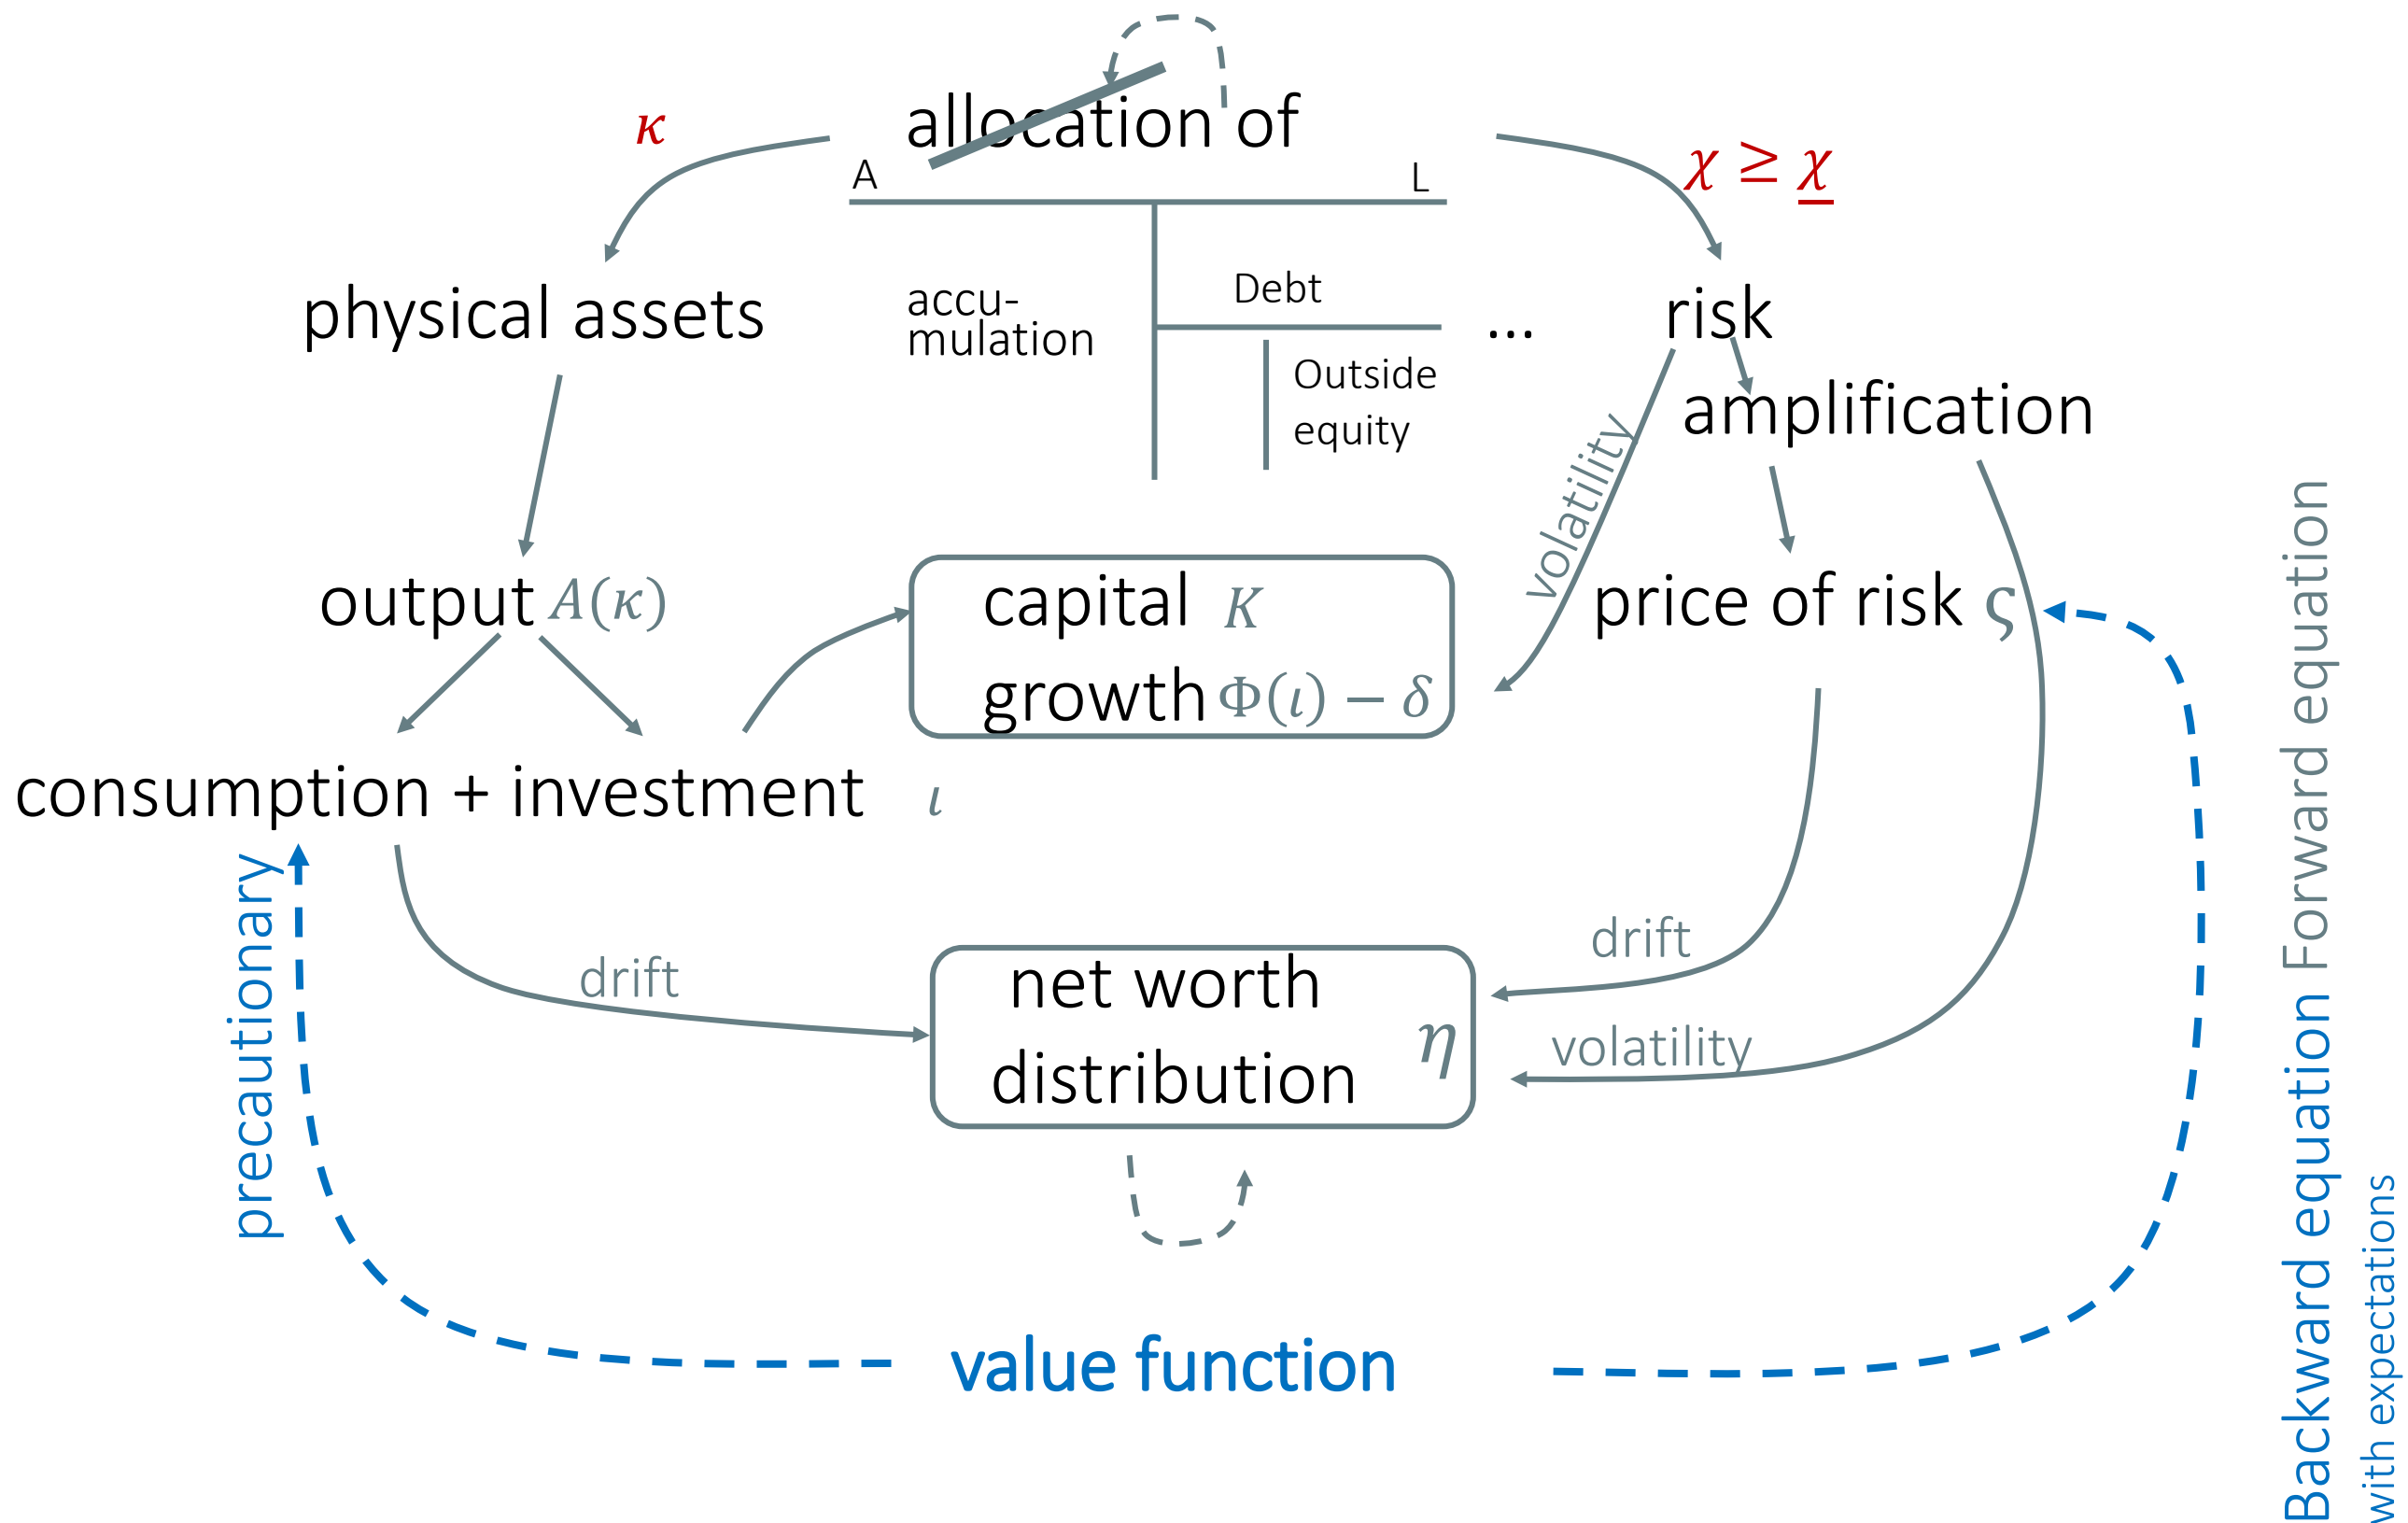 allocation of
κ
χ ≥ χ
A
L
physical assets
accu-
mulation
Debt
...
risk
Outside
equity
amplification
volatility
output A(κ)
capital K
growth Φ(ι) − δ
price of risk ς
consumption + investment ι
precautionary
drift
drift
net worth
distribution
η
volatility
value function
Forward equation
Backward equation
with expectations